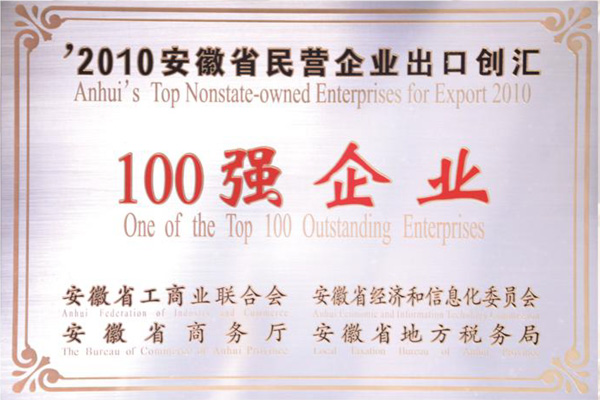 '2010安徽省民营企业出口创汇
Anhui's Top Nonstate-owned Enterprises for Export 2010
100强企业
One of the Top 100 Outstanding Enterprises
安徽省工商业联合会 安徽省经济和信息化委员会
Anhui Federation of Industry and Commerce Anhui Economic and Information
安徽省商务厅 安徽省地方税务局
The Bureau of Commerce of Anhui Province Local Taxation Bureau of Anhui Province